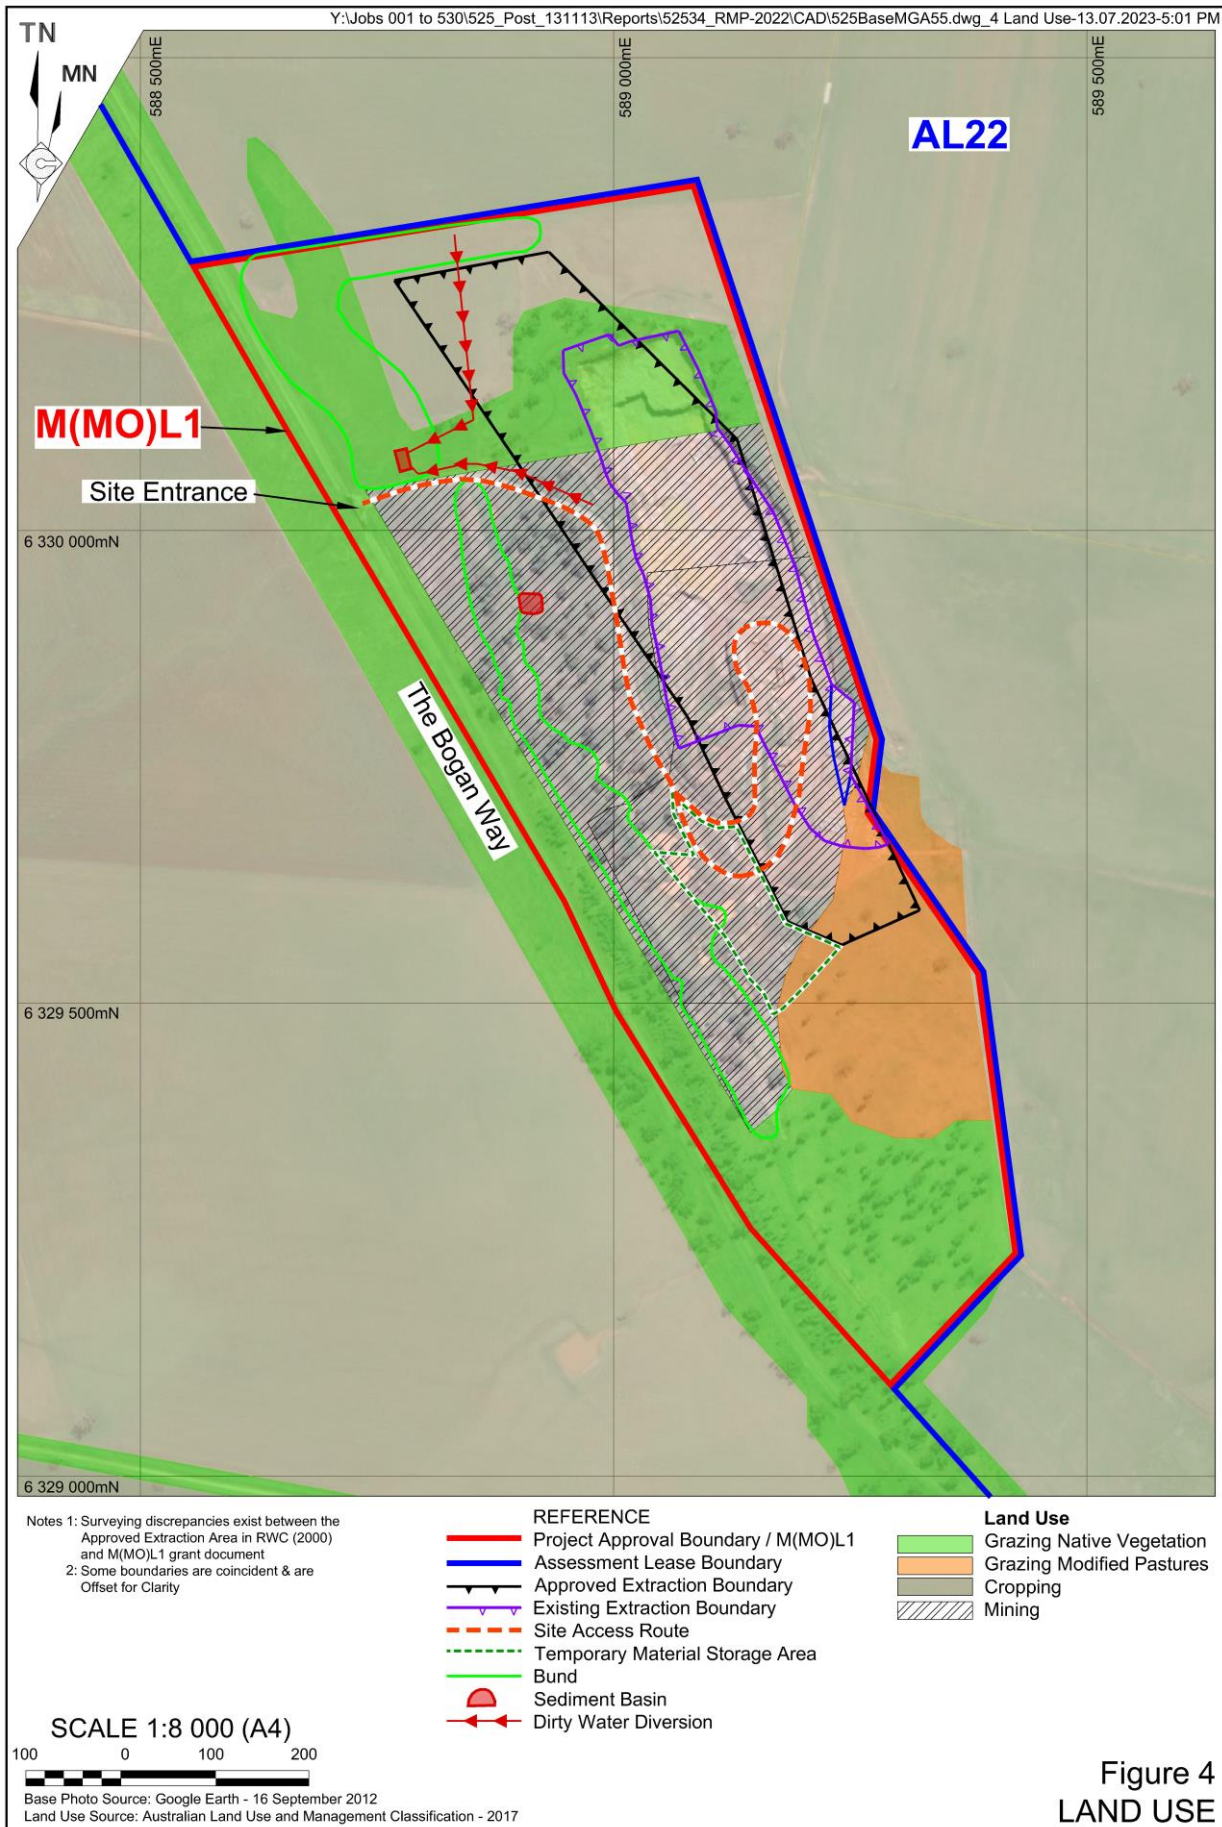 Y:\Jobs 001 to 530\525_Post_131113\Reports\52534_RMP-2022\CAD\525BaseMGA55.dwg_4 Land Use-13.07.2023-5:01 PM
TN
MN
588 500mE
589 000mE
589 500mE
AL22
M(MO)L1
Site Entrance
6 330 000mN
The Bogan Way
6 329 500mN
6 329 000mN
Notes 1: Surveying discrepancies exist between the
Approved Extraction Area in RWC (2000)
and M(MO)L1 grant document
2: Some boundaries are coincident & are
Offset for Clarity
REFERENCE
Project Approval Boundary / M(MO)L1
Assessment Lease Boundary
Approved Extraction Boundary
Existing Extraction Boundary
Site Access Route
Temporary Material Storage Area
Bund
Sediment Basin
Dirty Water Diversion
Land Use
Grazing Native Vegetation
Grazing Modified Pastures
Cropping
Mining
SCALE 1:8 000 (A4)
100 0 100 200
Base Photo Source: Google Earth - 16 September 2012
Land Use Source: Australian Land Use and Management Classification - 2017
Figure 4
LAND USE